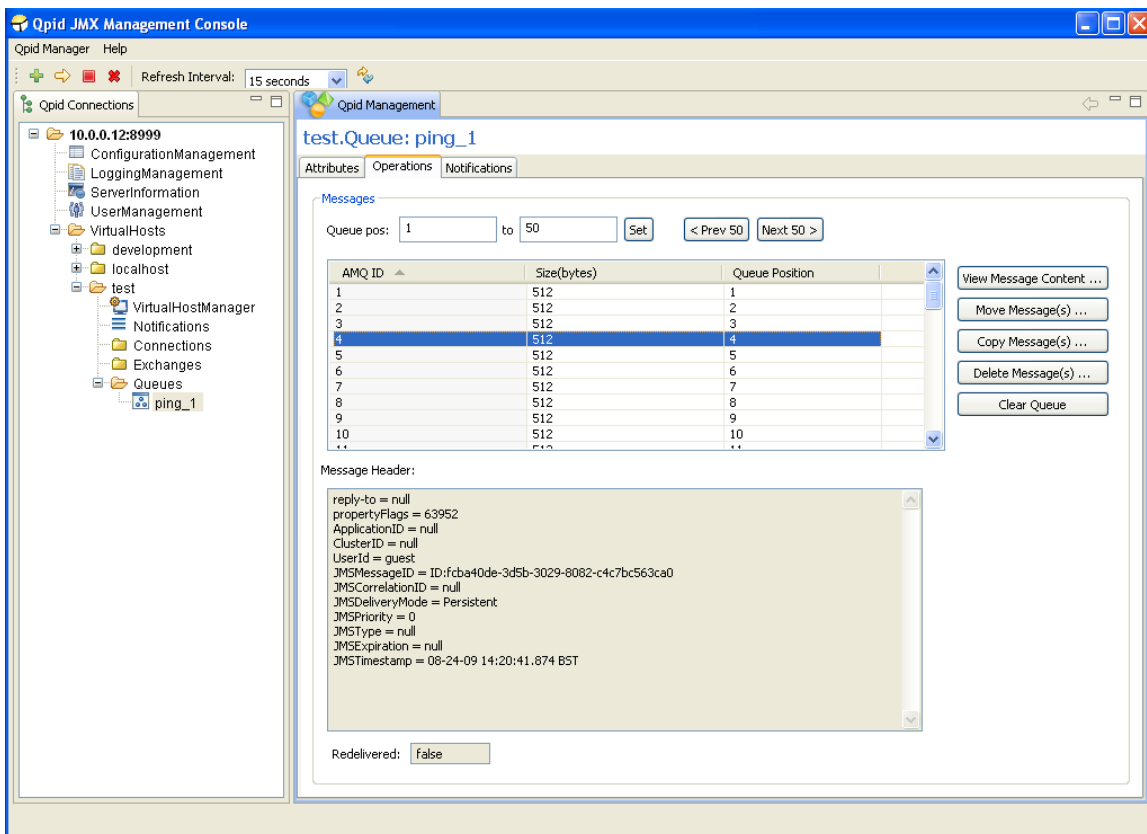 Qpid JMX Management Console
Qpid Manager Help
Refresh Interval: 15 seconds
Qpid Connections
10.0.0.12:8999
ConfigurationManagement
LoggingManagement
ServerInformation
UserManagement
VirtualHosts
development
localhost
test
VirtualHostManager
Notifications
Connections
Exchanges
Queues
ping_1
Qpid Management
test.Queue: ping_1
Attributes Operations Notifications
Messages
Queue pos: 1 to 50 Set < Prev 50 Next 50 >
AMQ ID Size(bytes) Queue Position
1 512 1
2 512 2
3 512 3
4 512 4
5 512 5
6 512 6
7 512 7
8 512 8
9 512 9
10 512 10
11 512 11
View Message Content ...
Move Message(s) ...
Copy Message(s) ...
Delete Message(s) ...
Clear Queue
Message Header:
reply-to = null
propertyFlags = 63952
ApplicationID = null
ClusterID = null
UserId = guest
JMSMessageID = ID:fcba40de-3d5b-3029-8082-c4c7bc563ca0
JMSCorrelationID = null
JMSDeliveryMode = Persistent
JMSPriority = 0
JMSType = null
JMSExpiration = null
JMSTimestamp = 08-24-09 14:20:41.874 BST
Redelivered: false